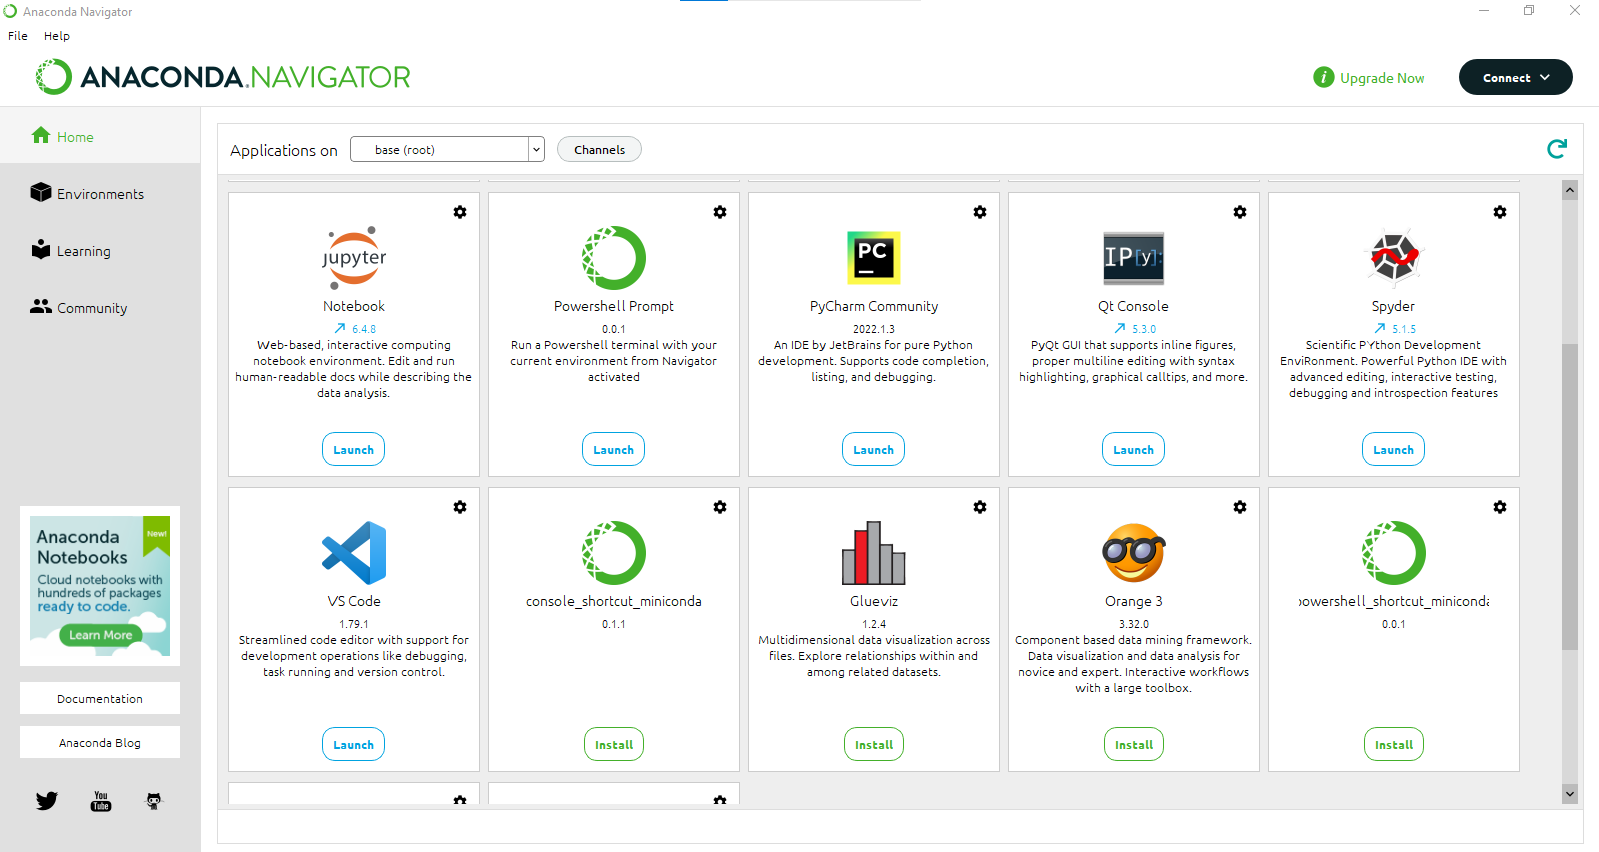 Anaconda Navigator
File Help
ANACONDA.NAVIGATOR
Upgrade Now
Connect
Home
Environments
Learning
Community
Anaconda
Notebooks
New!
Cloud notebooks with
hundreds of packages
ready to code.
Learn More
Documentation
Anaconda Blog
You
Tube
Applications on
base (root)
Channels
jupyter
Notebook
6.4.8
Web-based, interactive computing
notebook environment. Edit and run
human-readable docs while describing the
data analysis.
Launch
Powershell Prompt
0.0.1
Run a Powershell terminal with your
current environment from Navigator
activated
Launch
PC
PyCharm Community
2022.1.3
An IDE by JetBrains for pure Python
development. Supports code completion,
listing, and debugging.
Launch
IP[y]:
Qt Console
5.3.0
PyQt GUI that supports inline figures,
proper multiline editing with syntax
highlighting, graphical calltips, and more.
Launch
Spyder
5.1.5
Scientific PYthon Development
EnviRonment. Powerful Python IDE with
advanced editing, interactive testing,
debugging and introspection features
Launch
VS Code
1.79.1
Streamlined code editor with support for
development operations like debugging,
task running and version control.
Launch
console_shortcut_miniconda
0.1.1
Install
Glueviz
1.2.4
Multidimensional data visualization across
files. Explore relationships within and
among related datasets.
Install
Orange 3
3.32.0
Component based data mining framework.
Data visualization and data analysis for
novice and expert. Interactive workflows
with a large toolbox.
Install
powershell_shortcut_miniconda
0.0.1
Install